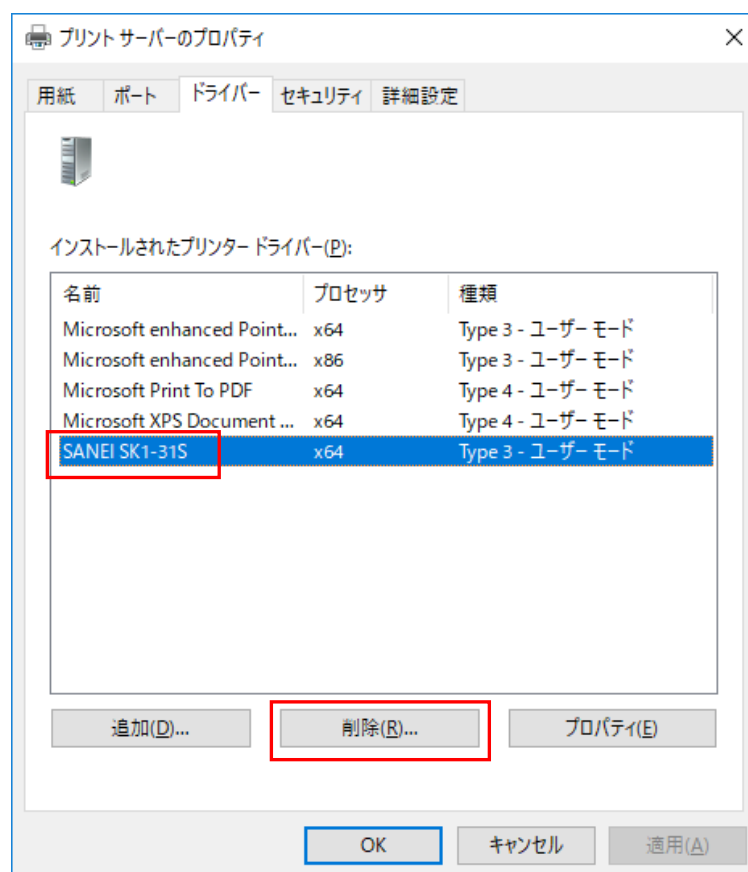 プリント サーバーのプロパティ
用紙 ポート ドライバー セキュリティ 詳細設定
インストールされたプリンター ドライバー(P):
名前 プロセッサ 種類
Microsoft enhanced Point... x64 Type 3 - ユーザー モード
Microsoft enhanced Point... x86 Type 3 - ユーザー モード
Microsoft Print To PDF x64 Type 4 - ユーザー モード
Microsoft XPS Document ... x64 Type 4 - ユーザー モード
SANEI SK1-31S x64 Type 3 - ユーザー モード
追加(D)... 削除(R)... プロパティ(E)
OK キャンセル 適用(A)